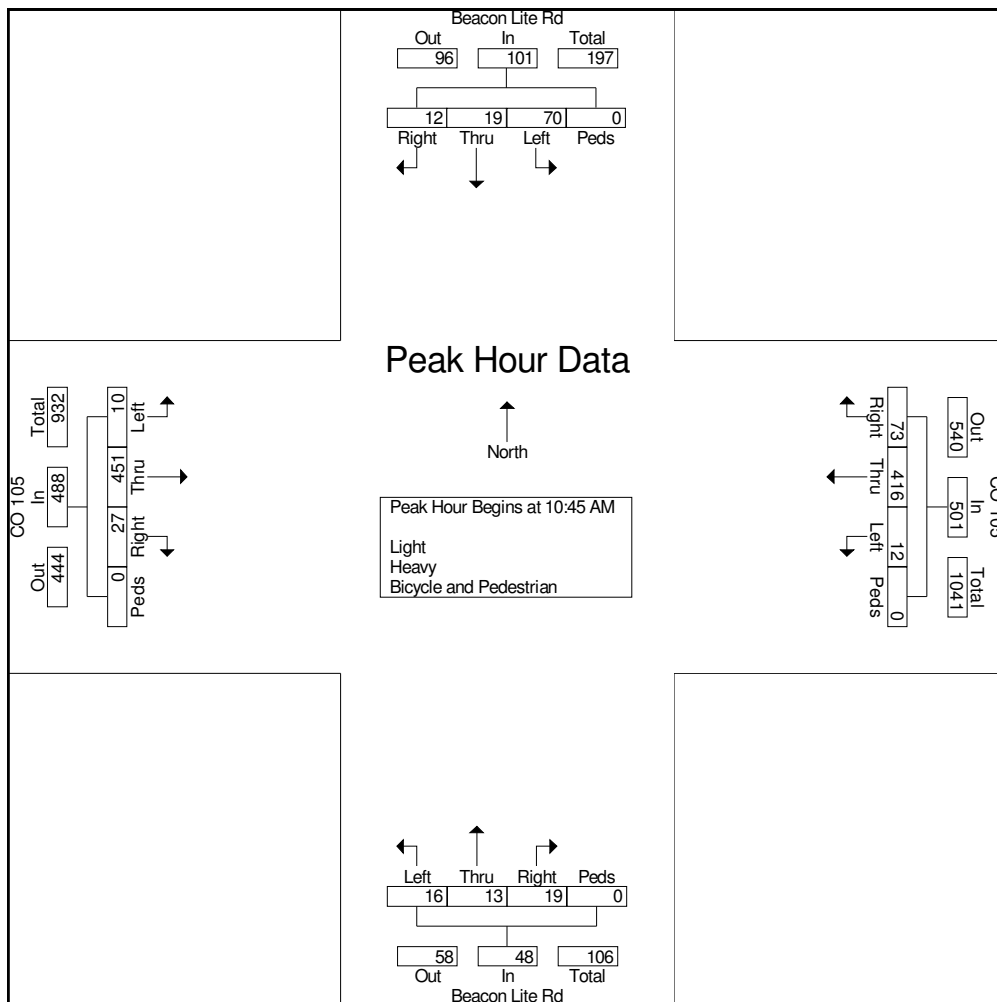 Beacon Lite Rd
Out In Total
96 101 197
12 19 70 0
Right Thru Left Peds
Peak Hour Data
North
Peak Hour Begins at 10:45 AM
Light
Heavy
Bicycle and Pedestrian
CO 105
Total In Out
932 488 444
10 451 27 0
Left Thru Right Peds
CO 105
Out In Total
540 501 1041
73 416 12 0
Right Thru Left Peds
Left Thru Right Peds
16 13 19 0
58 48 106
Out In Total
Beacon Lite Rd